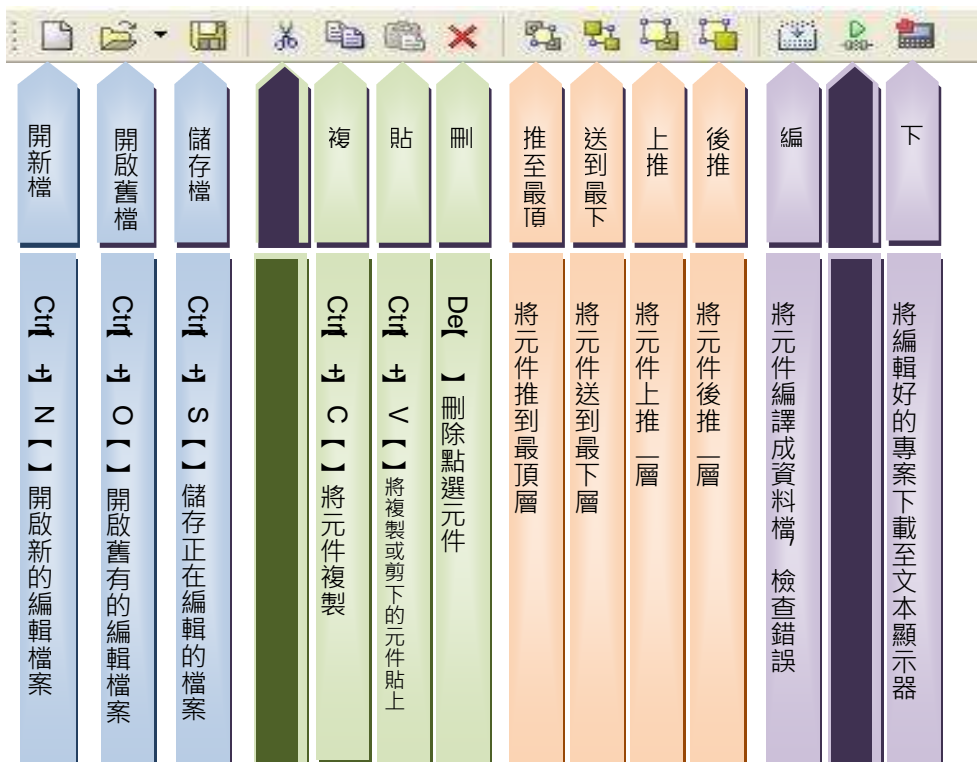 開新檔
開啟舊檔
儲存檔
複
貼
刪
推至最頂
送到最下
上推
後推
編
下
Ctrl【 +】 N【 】開啟新的編輯檔案
Ctrl【 +】 O【 】開啟舊有的編輯檔案
Ctrl【 +】 S【 】儲存正在編輯的檔案
Ctrl【 +】 C【 】將元件複製
Ctrl【 +】 V【 】將複製或剪下的元件貼上
Del【 】刪除點選元件
將元件推到最頂層
將元件送到最下層
將元件上推一層
將元件後推一層
將元件編譯成資料檔，檢查錯誤
將編輯好的專案下載至文本顯示器